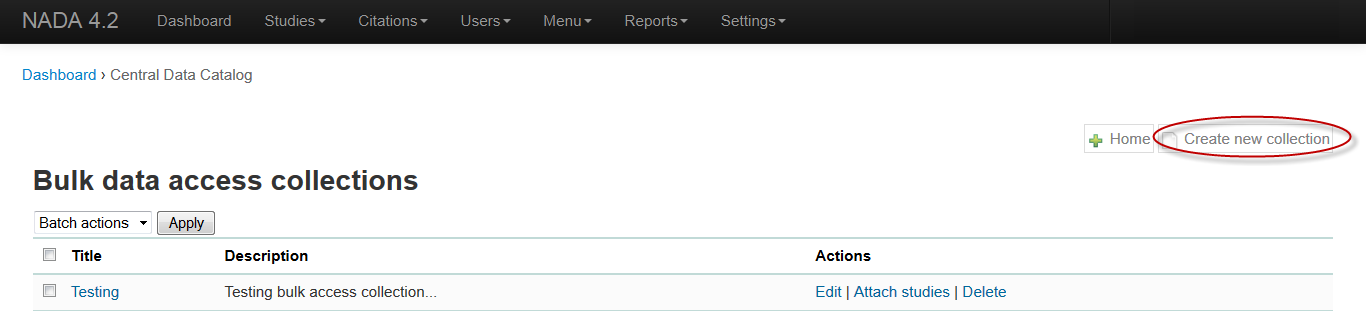 NADA 4.2 Dashboard Studies Citations Users Menu Reports Settings
Dashboard › Central Data Catalog
Home Create new collection
Bulk data access collections
Batch actions Apply
Title Description Actions
Testing Testing bulk access collection... Edit | Attach studies | Delete